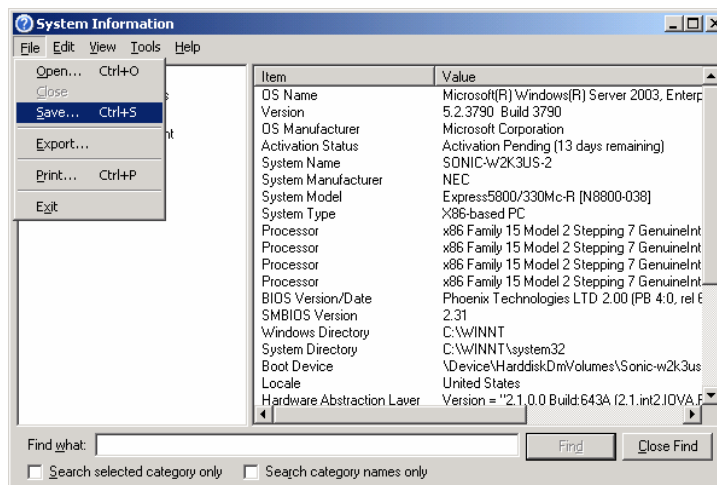 System Information
File Edit View Tools Help
Open... Ctrl+O
Close
Save... Ctrl+S
Export...
Print... Ctrl+P
Exit
Item Value
OS Name Microsoft(R) Windows(R) Server 2003, Enterp
Version 5.2.3790 Build 3790
OS Manufacturer Microsoft Corporation
Activation Status Activation Pending (13 days remaining)
System Name SONIC-W2K3US-2
System Manufacturer NEC
System Model Express5800/330Mc-R [N8800-038]
System Type X86-based PC
Processor x86 Family 15 Model 2 Stepping 7 GenuineInt
Processor x86 Family 15 Model 2 Stepping 7 GenuineInt
Processor x86 Family 15 Model 2 Stepping 7 GenuineInt
Processor x86 Family 15 Model 2 Stepping 7 GenuineInt
BIOS Version/Date Phoenix Technologies LTD 2.00 (PB 4:0, rel 6
SMBIOS Version 2.31
Windows Directory C:\WINNT
System Directory C:\WINNT\system32
Boot Device \Device\HarddiskDmVolumes\Sonic-w2k3us
Locale United States
Hardware Abstraction Layer Version = "2.1.0.0 Build:643A (2.1.int2.IOVA.F
Find what: Find Close Find
Search selected category only Search category names only